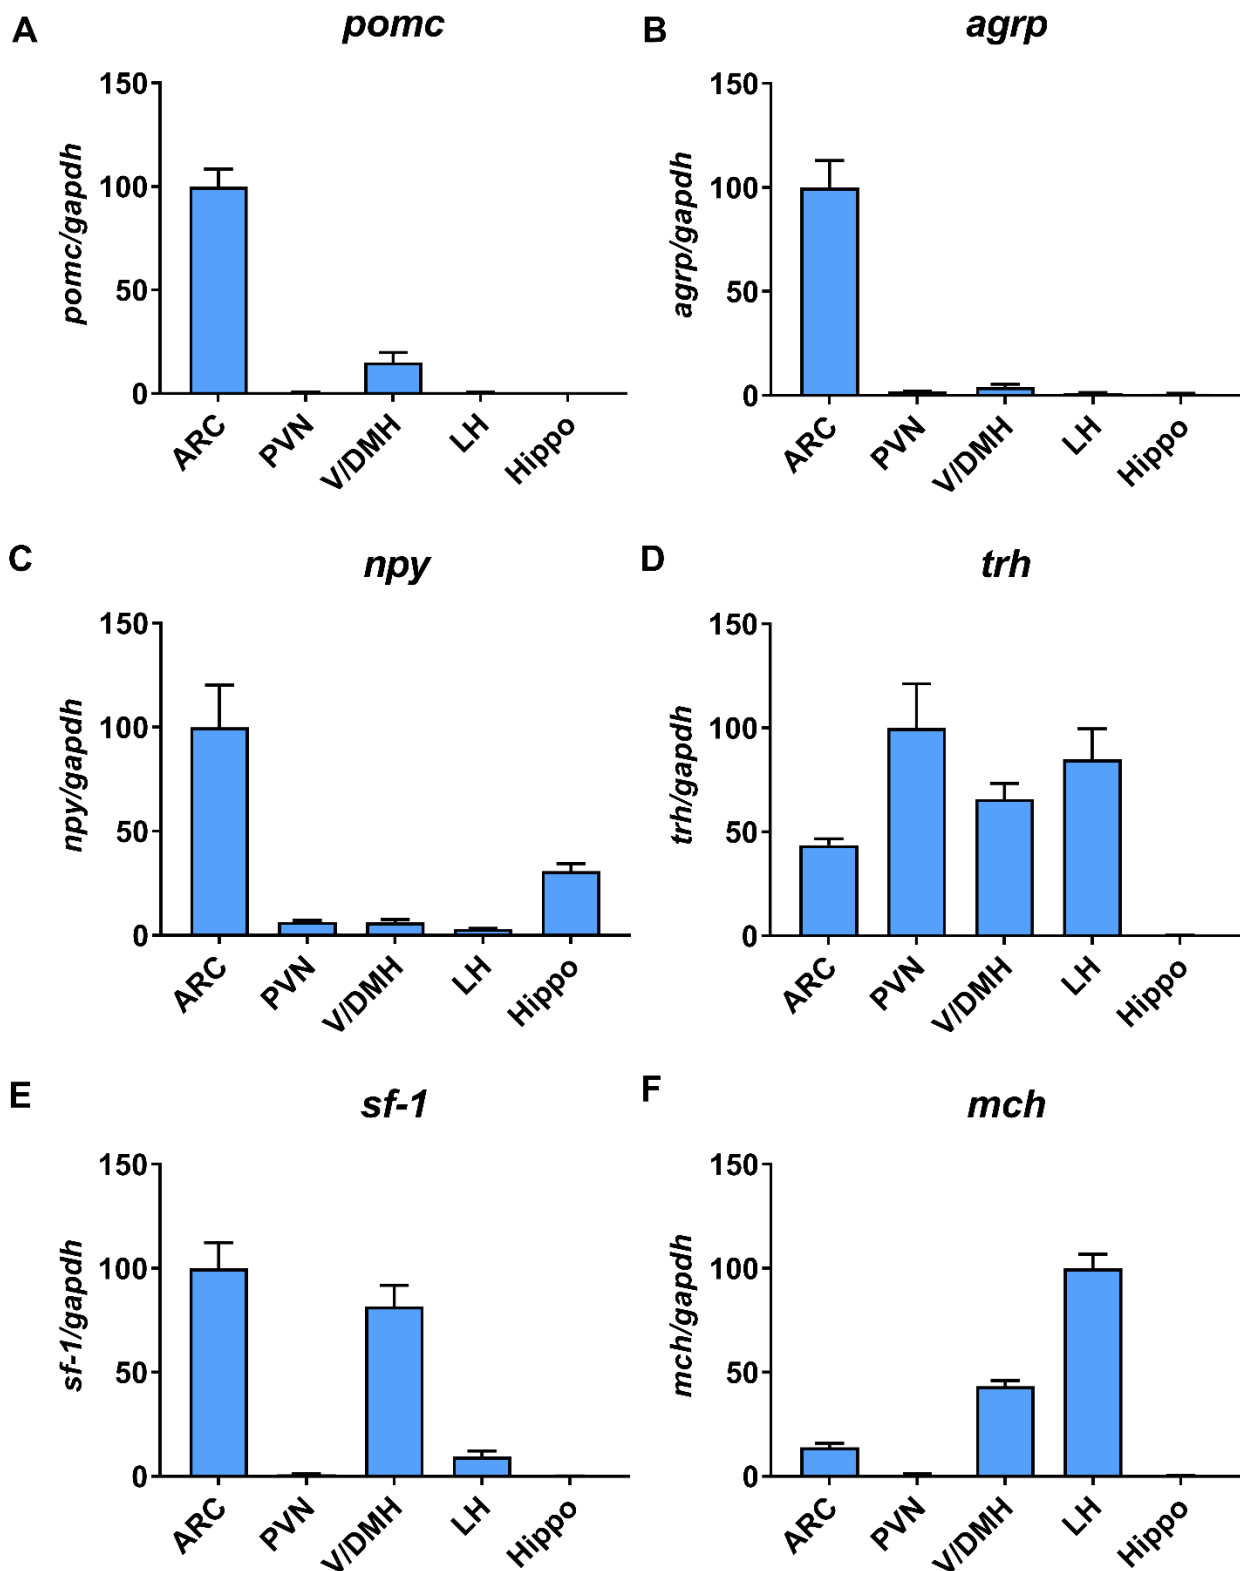 A pomc
150
100
50
0
pomc/gapdh
ARC PVN V/DMH LH Hippo
B agrp
150
100
50
0
agrp/gapdh
ARC PVN V/DMH LH Hippo
C npy
150
100
50
0
npy/gapdh
ARC PVN V/DMH LH Hippo
D trh
150
100
50
0
trh/gapdh
ARC PVN V/DMH LH Hippo
E sf-1
150
100
50
0
sf-1/gapdh
ARC PVN V/DMH LH Hippo
F mch
150
100
50
0
mch/gapdh
ARC PVN V/DMH LH Hippo